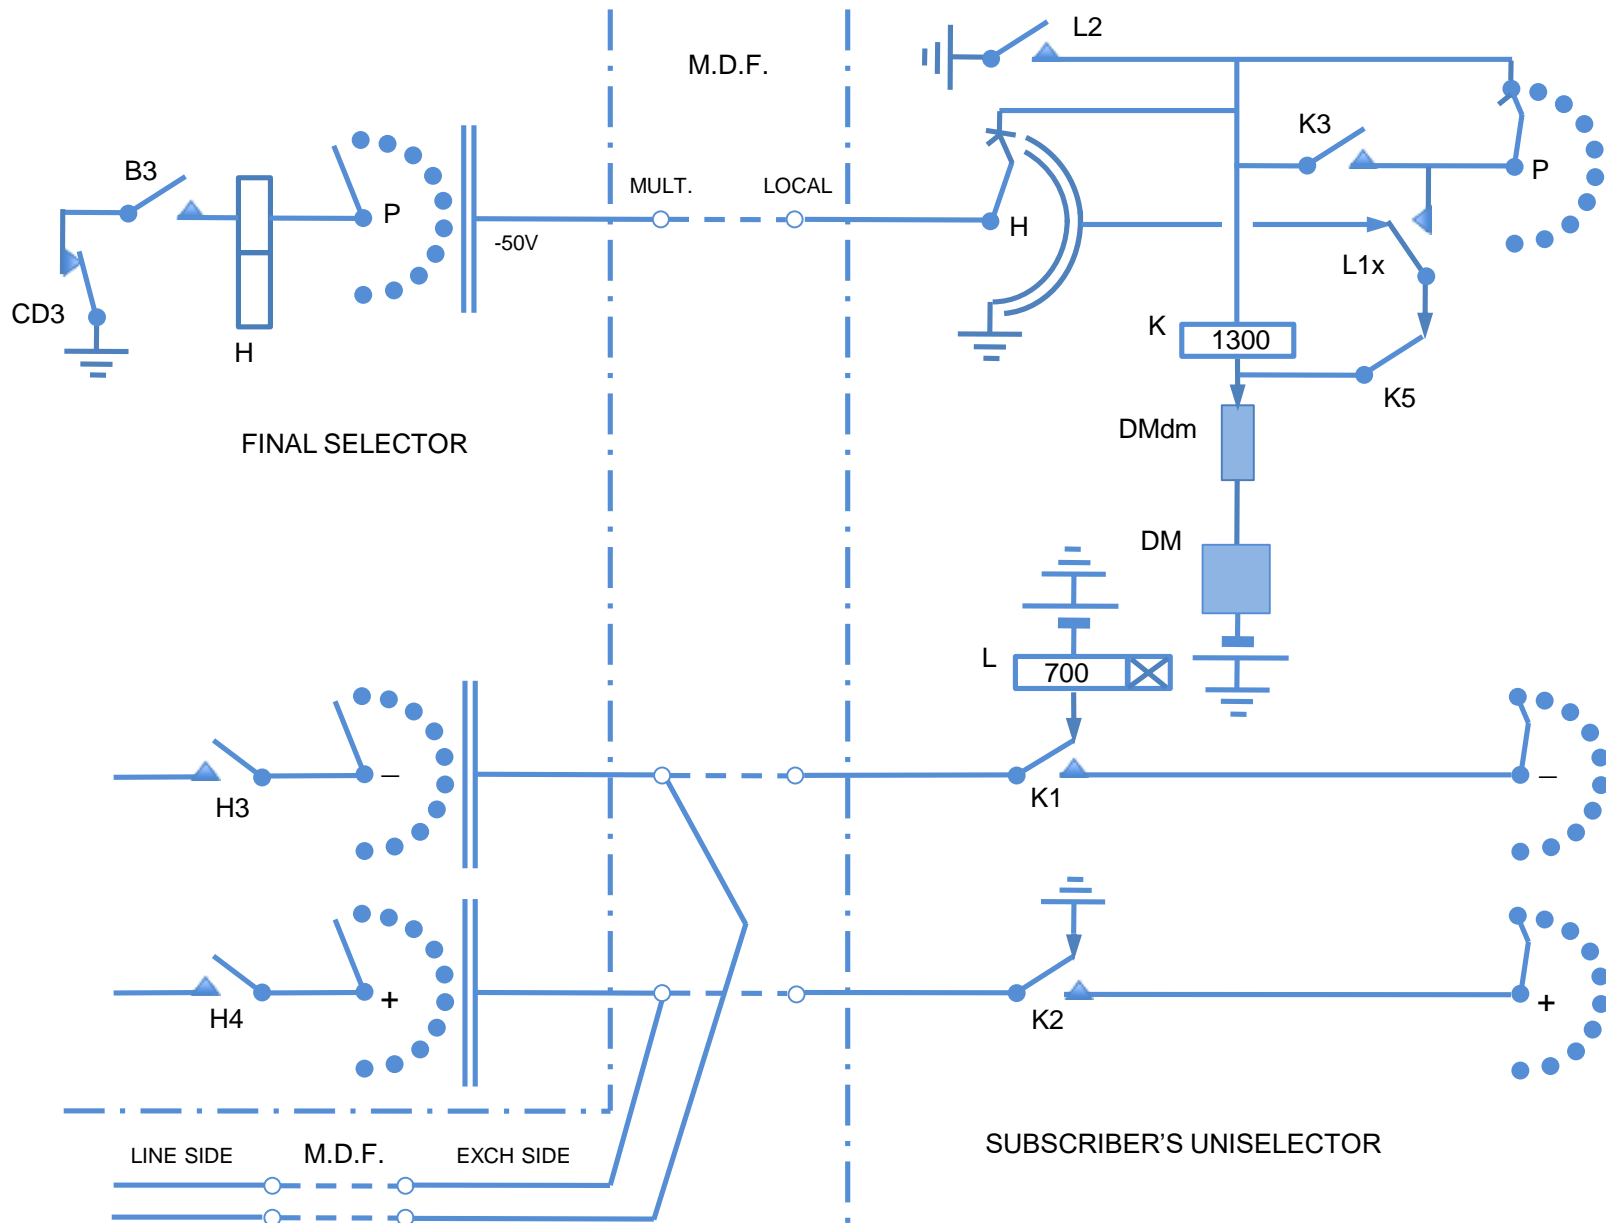 L2
M.D.F.
K3
B3
MULT.
LOCAL
P
P
H
-50V
L1x
CD3
K
1300
H
K5
DMdm
FINAL SELECTOR
DM
L
700
–
–
H3
K1
+
+
H4
K2
LINE SIDE
M.D.F.
EXCH SIDE
SUBSCRIBER'S UNISELECTOR